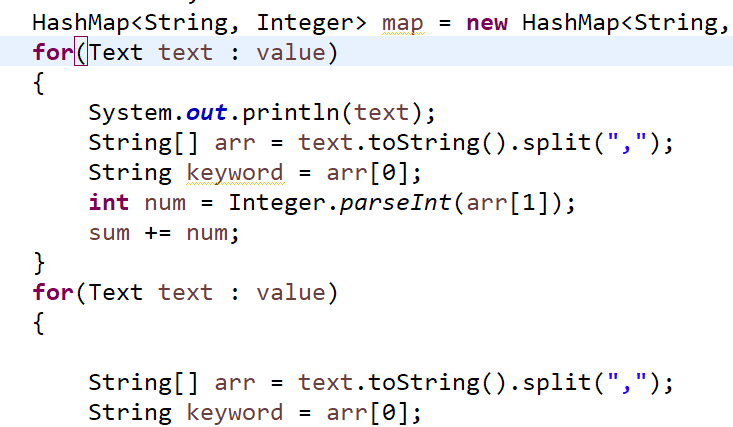 HashMap<String, Integer> map = new HashMap<String,
for(Text text : value)
{
System.out.println(text);
String[] arr = text.toString().split(",");
String keyword = arr[0];
int num = Integer.parseInt(arr[1]);
sum += num;
}
for(Text text : value)
{
String[] arr = text.toString().split(",");
String keyword = arr[0];